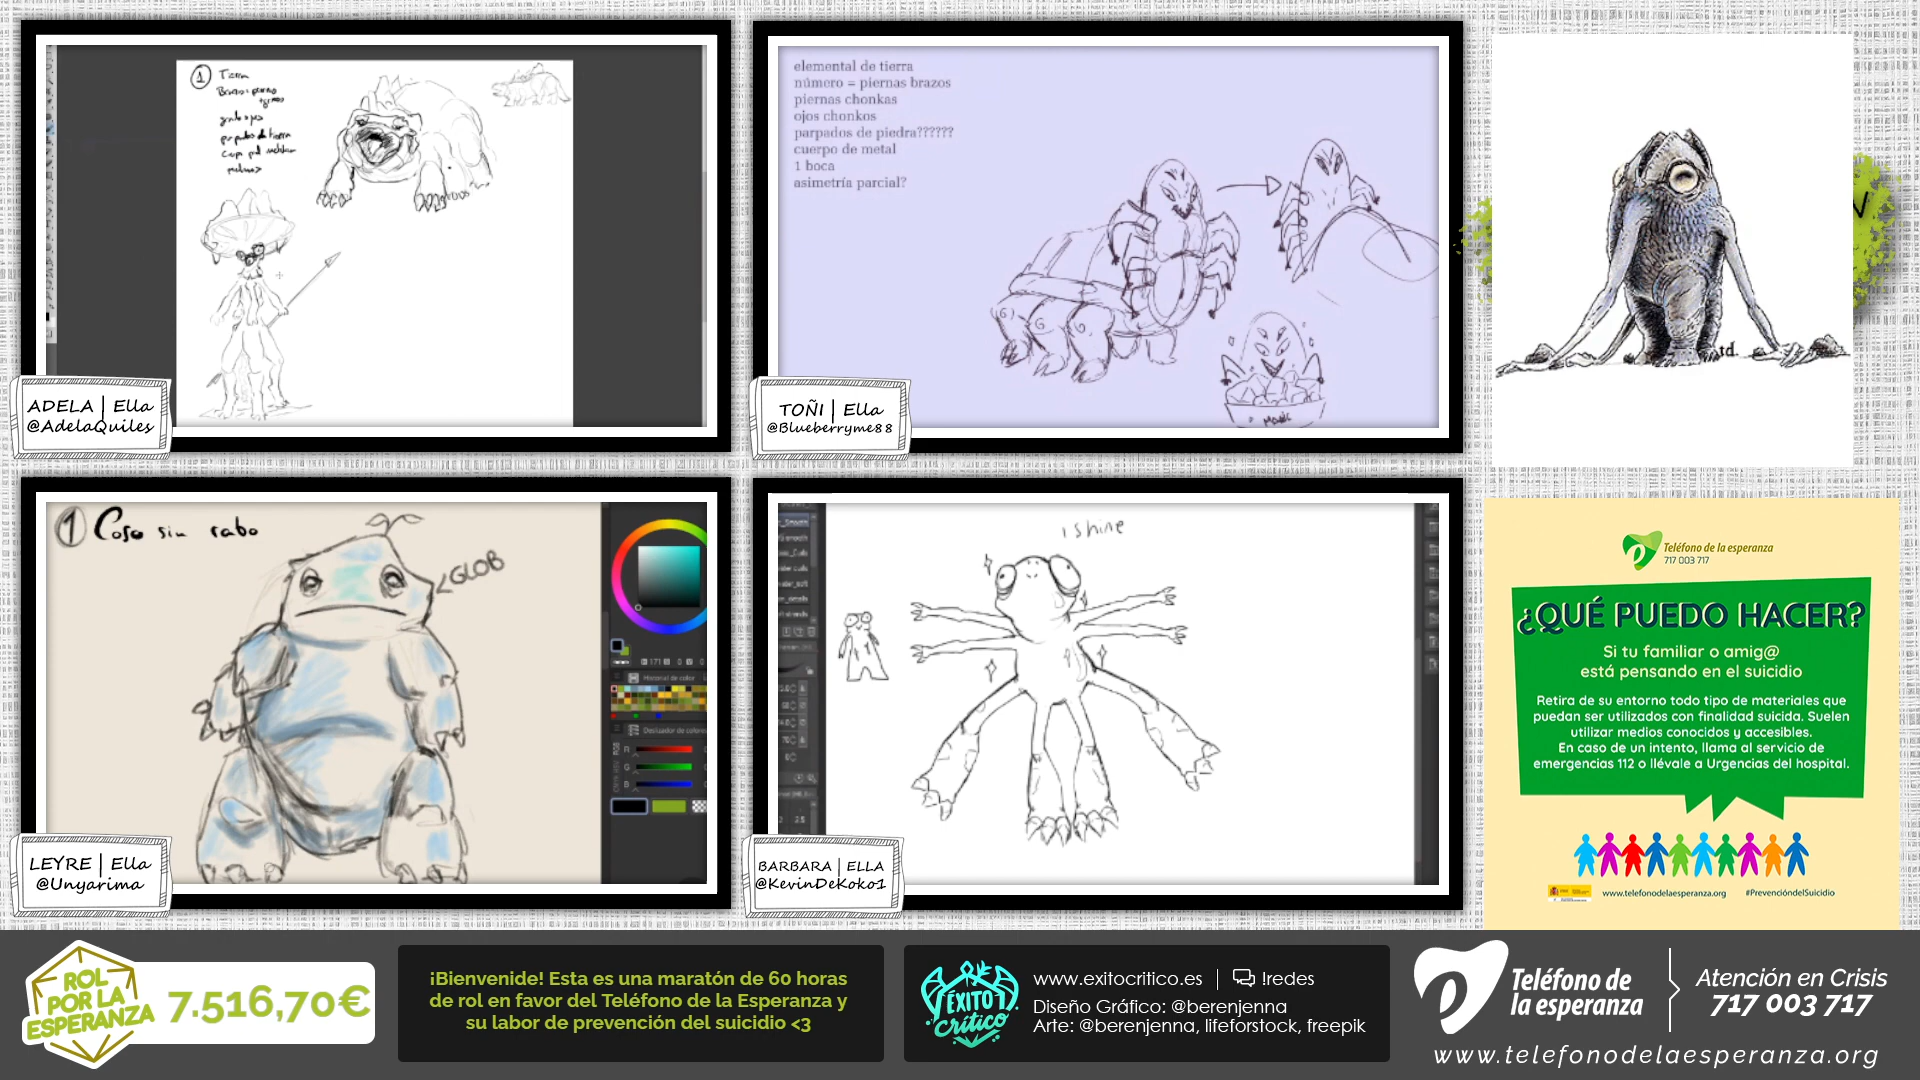 1 Tierra
elemental de tierra
número = piernas brazos
piernas chonkas
ojos chonkos
parpados de piedra??????
cuerpo de metal
1 boca
asimetría parcial?
td.
ADELA | Ella
@AdelaQuiles
TOÑI | Ella
@Blueberryme88
1 Coso sin rabo
<GLOB
I shine
Historial de color
R
G
B
LEYRE | Ella
@Unyarima
BARBARA | ELLA
@KevinDeKoko1
Teléfono de la esperanza
717 003 717
¿QUÉ PUEDO HACER?
Si tu familiar o amig@
está pensando en el suicidio
Retira de su entorno todo tipo de materiales que
puedan ser utilizados con finalidad suicida. Suelen
utilizar medios conocidos y accesibles.
En caso de un intento, llama al servicio de
emergencias 112 o llévale a Urgencias del hospital.
www.telefonodelaesperanza.org #PrevencióndelSuicidio
ROL
POR LA
ESPERANZA
7.516,70€
¡Bienvenide! Esta es una maratón de 60 horas
de rol en favor del Teléfono de la Esperanza y
su labor de prevención del suicidio <3
ÉXITO
Crítico
www.exitocritico.es | !redes
Diseño Gráfico: @berenjenna
Arte: @berenjenna, lifeforstock, freepik
Teléfono de
la esperanza
Atención en Crisis
717 003 717
www.telefonodelaesperanza.org